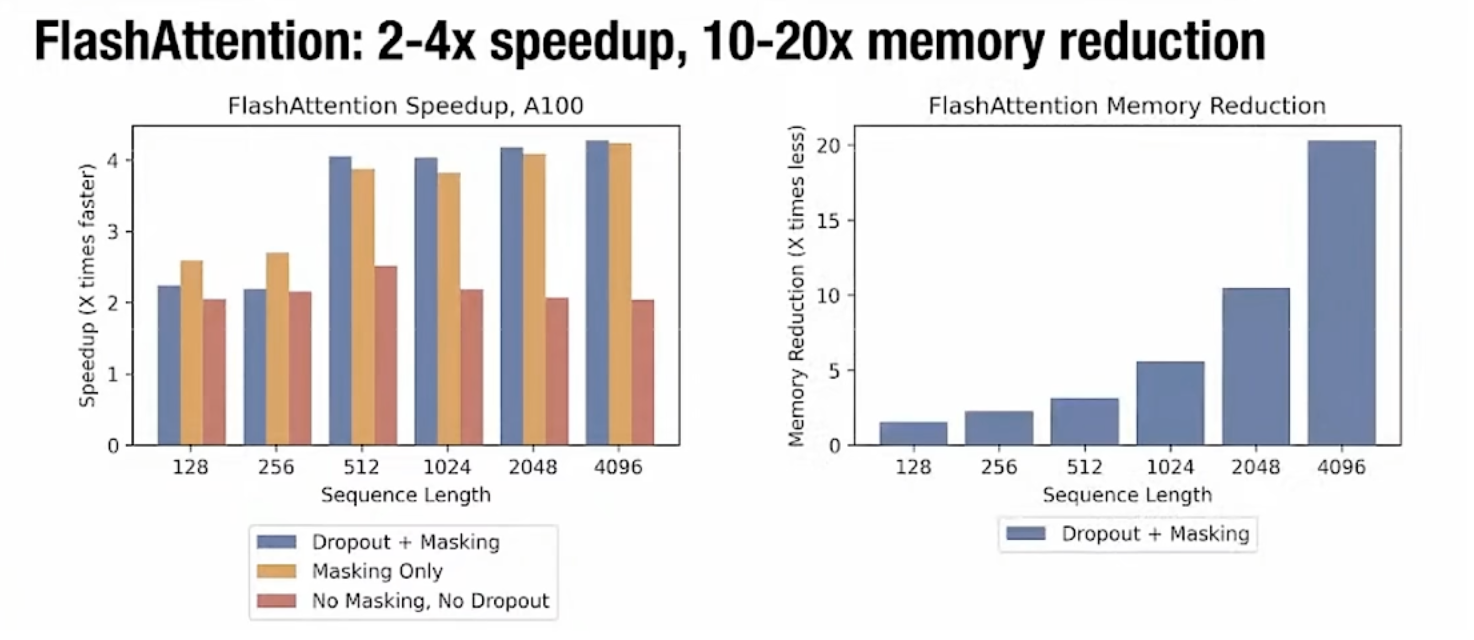 FlashAttention: 2-4x speedup, 10-20x memory reduction
FlashAttention Speedup, A100
Speedup (X times faster)
4
3
2
1
0
128 256 512 1024 2048 4096
Sequence Length
Dropout + Masking
Masking Only
No Masking, No Dropout
FlashAttention Memory Reduction
Memory Reduction (X times less)
20
15
10
5
0
128 256 512 1024 2048 4096
Sequence Length
Dropout + Masking